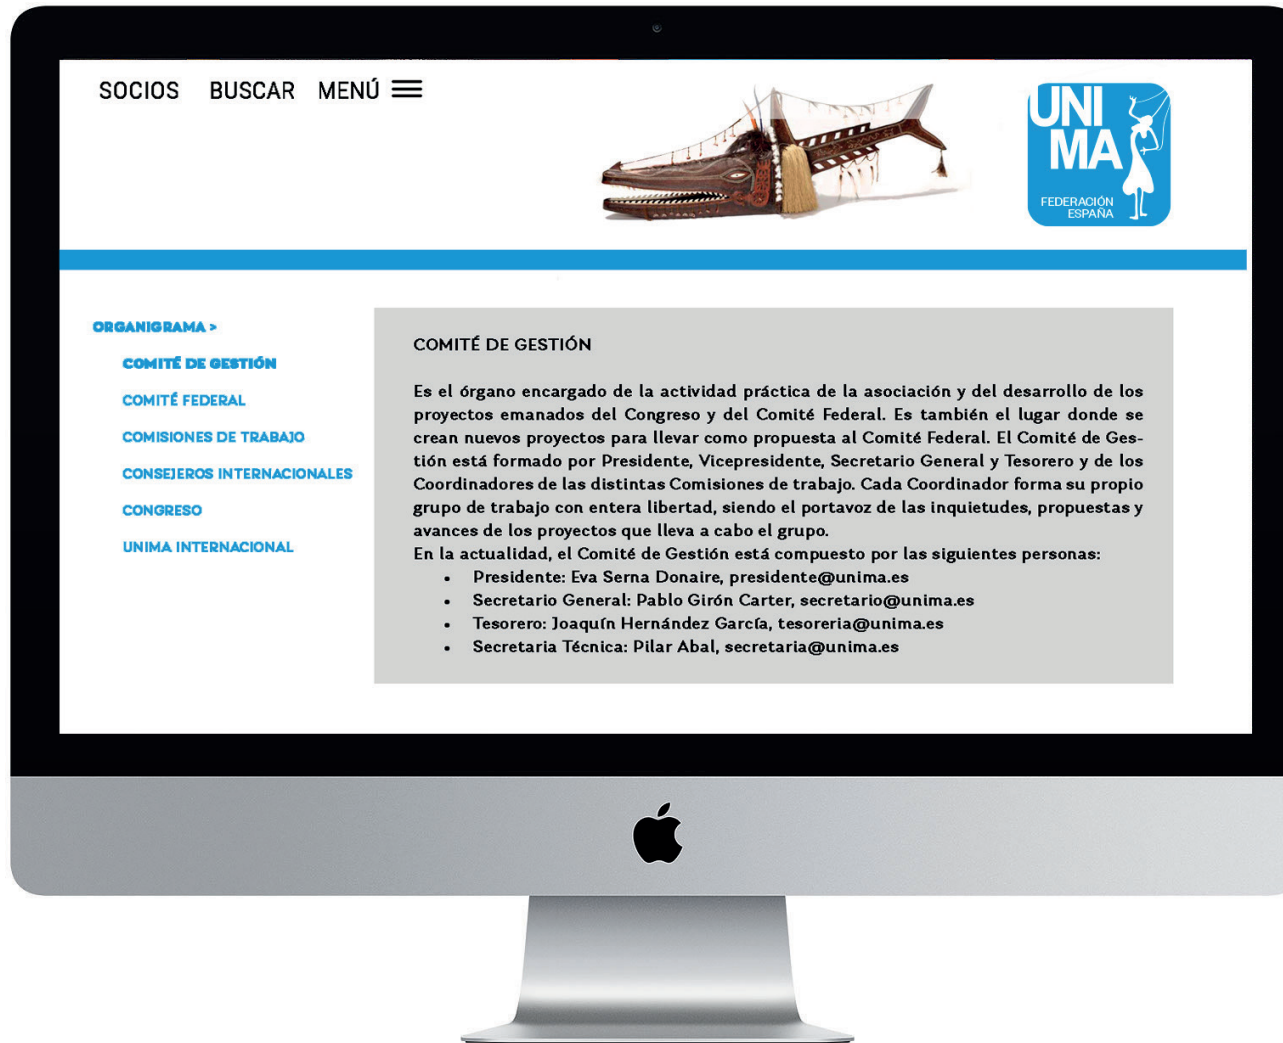 SOCIOS BUSCAR MENÚ
UNI
MA
FEDERACIÓN
ESPAÑA
ORGANIGRAMA >
COMITÉ DE GESTIÓN
COMITÉ FEDERAL
COMISIONES DE TRABAJO
CONSEJEROS INTERNACIONALES
CONGRESO
UNIMA INTERNACIONAL
COMITÉ DE GESTIÓN
Es el órgano encargado de la actividad práctica de la asociación y del desarrollo de los
proyectos emanados del Congreso y del Comité Federal. Es también el lugar donde se
crean nuevos proyectos para llevar como propuesta al Comité Federal. El Comité de Ges-
tión está formado por Presidente, Vicepresidente, Secretario General y Tesorero y de los
Coordinadores de las distintas Comisiones de trabajo. Cada Coordinador forma su propio
grupo de trabajo con entera libertad, siendo el portavoz de las inquietudes, propuestas y
avances de los proyectos que lleva a cabo el grupo.
En la actualidad, el Comité de Gestión está compuesto por las siguientes personas:
• Presidente: Eva Serna Donaire, presidente@unima.es
• Secretario General: Pablo Girón Carter, secretario@unima.es
• Tesorero: Joaquín Hernández García, tesoreria@unima.es
• Secretaria Técnica: Pilar Abal, secretaria@unima.es